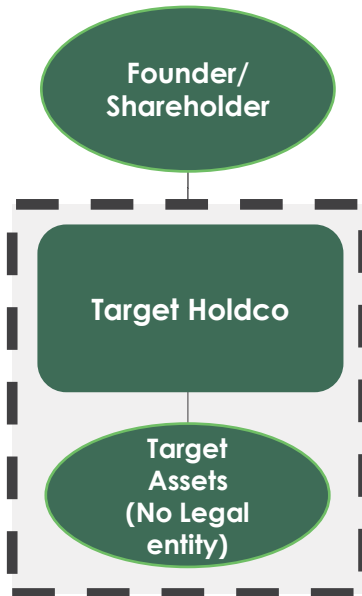 Founder/
Shareholder
Target Holdco
Target
Assets
(No Legal
entity)